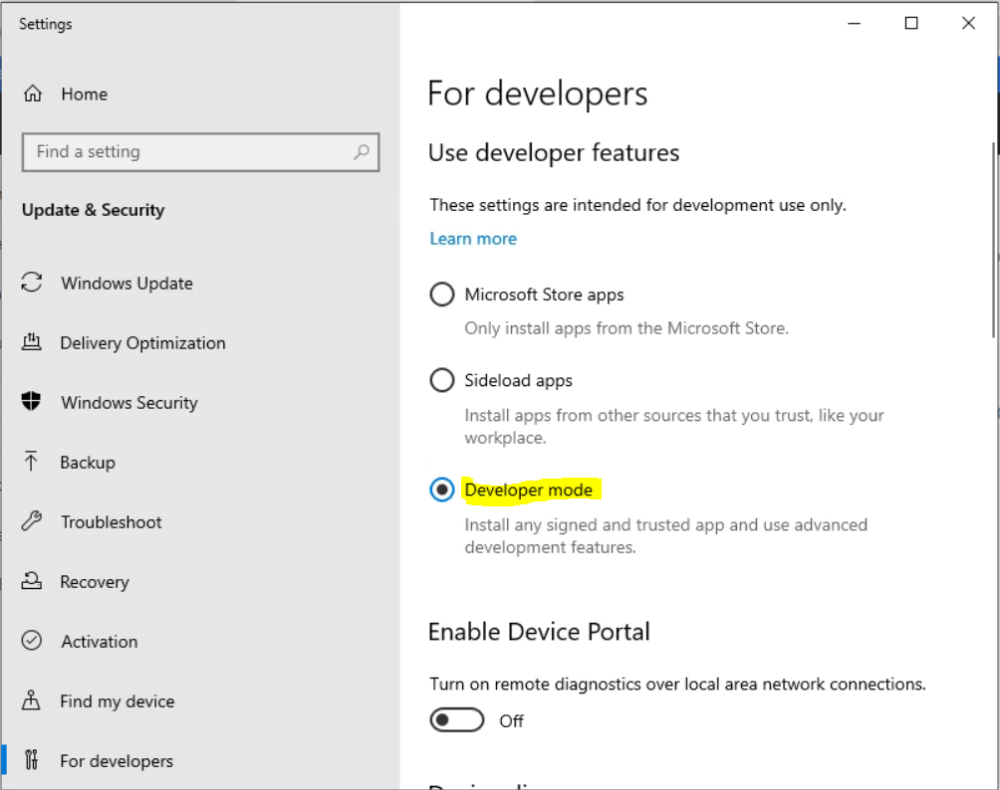 Settings
Home
Find a setting
Update & Security
Windows Update
Delivery Optimization
Windows Security
Backup
Troubleshoot
Recovery
Activation
Find my device
For developers
For developers
Use developer features
These settings are intended for development use only.
Learn more
Microsoft Store apps
Only install apps from the Microsoft Store.
Sideload apps
Install apps from other sources that you trust, like your
workplace.
Developer mode
Install any signed and trusted app and use advanced
development features.
Enable Device Portal
Turn on remote diagnostics over local area network connections.
Off